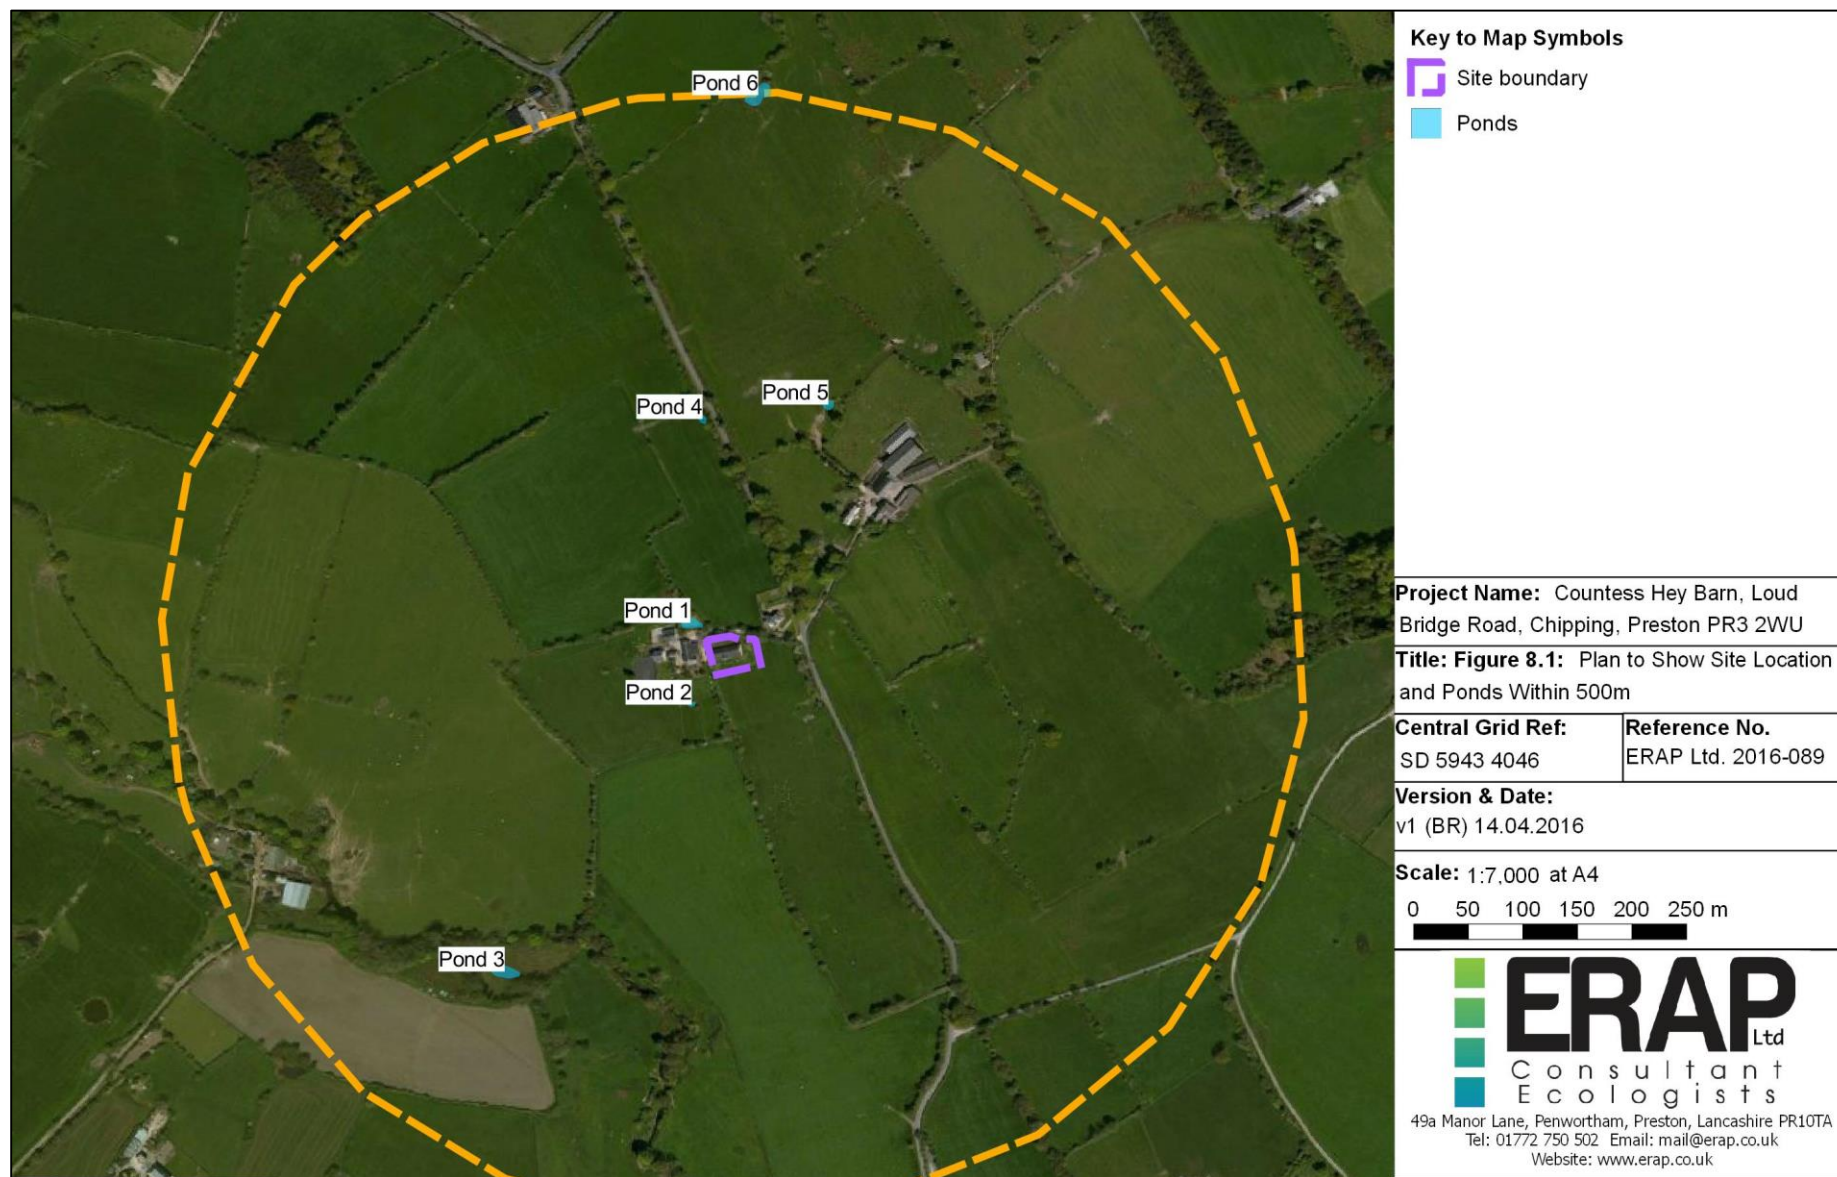 Pond 6
Pond 5
Pond 4
Pond 1
Pond 2
Pond 3
Key to Map Symbols
Site boundary
Ponds
Project Name: Countess Hey Barn, Loud
Bridge Road, Chipping, Preston PR3 2WU
Title: Figure 8.1: Plan to Show Site Location
and Ponds Within 500m
Central Grid Ref:
SD 5943 4046
Reference No.
ERAP Ltd. 2016-089
Version & Date:
v1 (BR) 14.04.2016
Scale: 1:7,000 at A4
0 50 100 150 200 250 m
ERAP
Ltd
Consultant
Ecologists
49a Manor Lane, Penwortham, Preston, Lancashire PR10TA
Tel: 01772 750 502 Email: mail@erap.co.uk
Website: www.erap.co.uk